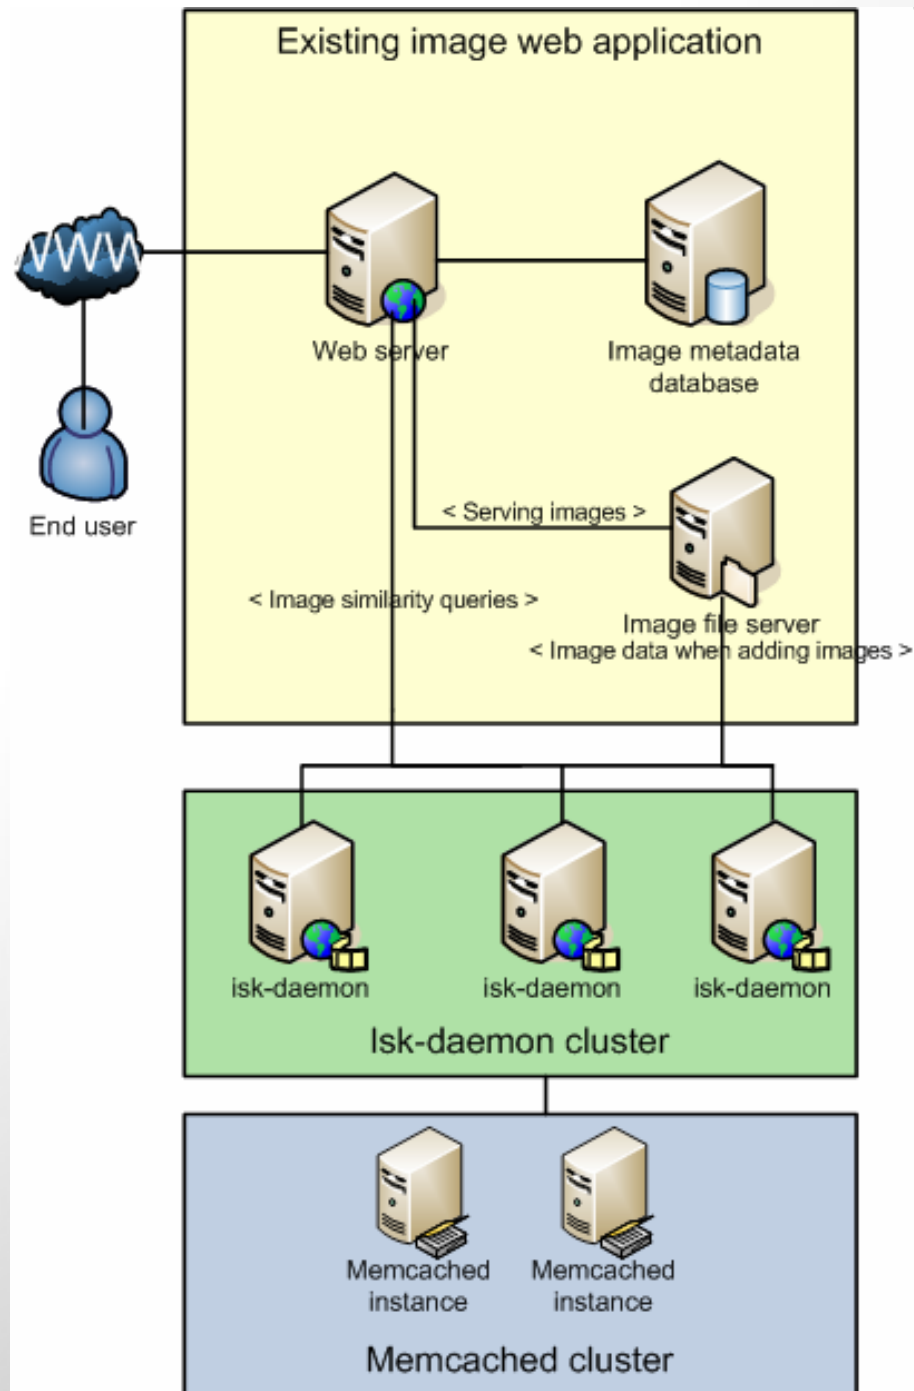 Existing image web application
WWW
Web server
Image metadata
database
End user
< Serving images >
< Image similarity queries >
Image file server
< Image data when adding images >
isk-daemon
isk-daemon
isk-daemon
Isk-daemon cluster
Memcached
instance
Memcached
instance
Memcached cluster